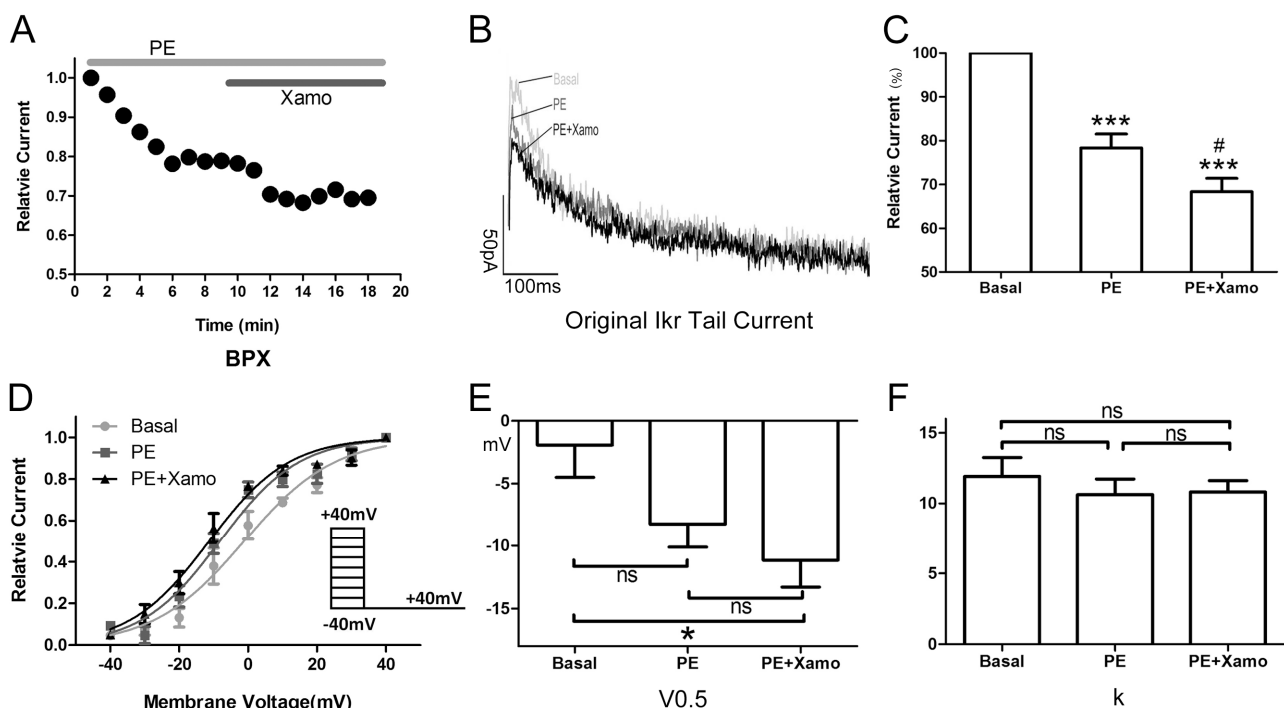 A
PE
Xamo
Relatvie Current
1.0
0.9
0.8
0.7
0.6
0.5
0 2 4 6 8 10 12 14 16 18 20
Time (min)
BPX
B
Basal
PE
PE+Xamo
50pA
100ms
Original Ikr Tail Current
C
Relatvie Current (%)
100
90
80
70
60
50
***
#
***
Basal PE PE+Xamo
D
Basal
PE
PE+Xamo
Relatvie Current
1.0
0.8
0.6
0.4
0.2
0.0
+40mV
+40mV
-40mV
-40 -20 0 20 40
Membrane Voltage(mV)
E
0
mV
-5
-10
-15
ns
ns
*
Basal PE PE+Xamo
V0.5
F
15
10
5
0
ns
ns ns
Basal PE PE+Xamo
k